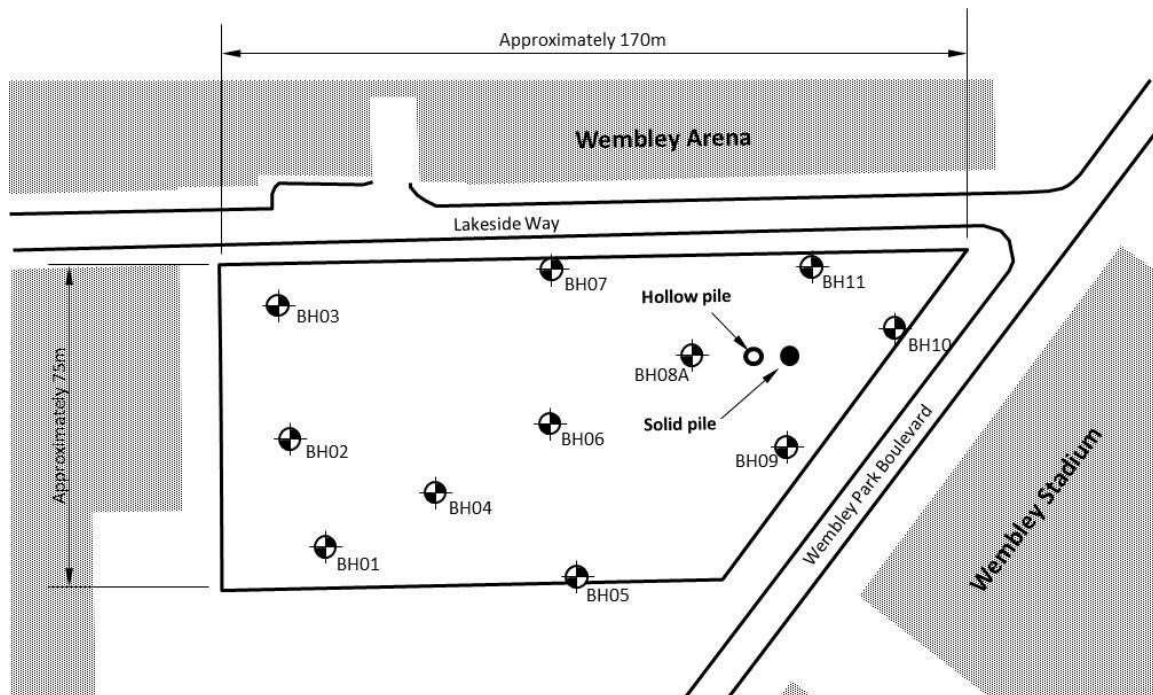 Approximately 170m
Wembley Arena
Lakeside Way
BH07
BH11
Hollow pile
BH03
BH10
BH08A
Approximately 75m
Solid pile
BH06
BH02
BH09
Wembley Park Boulevard
Wembley Stadium
BH04
BH01
BH05